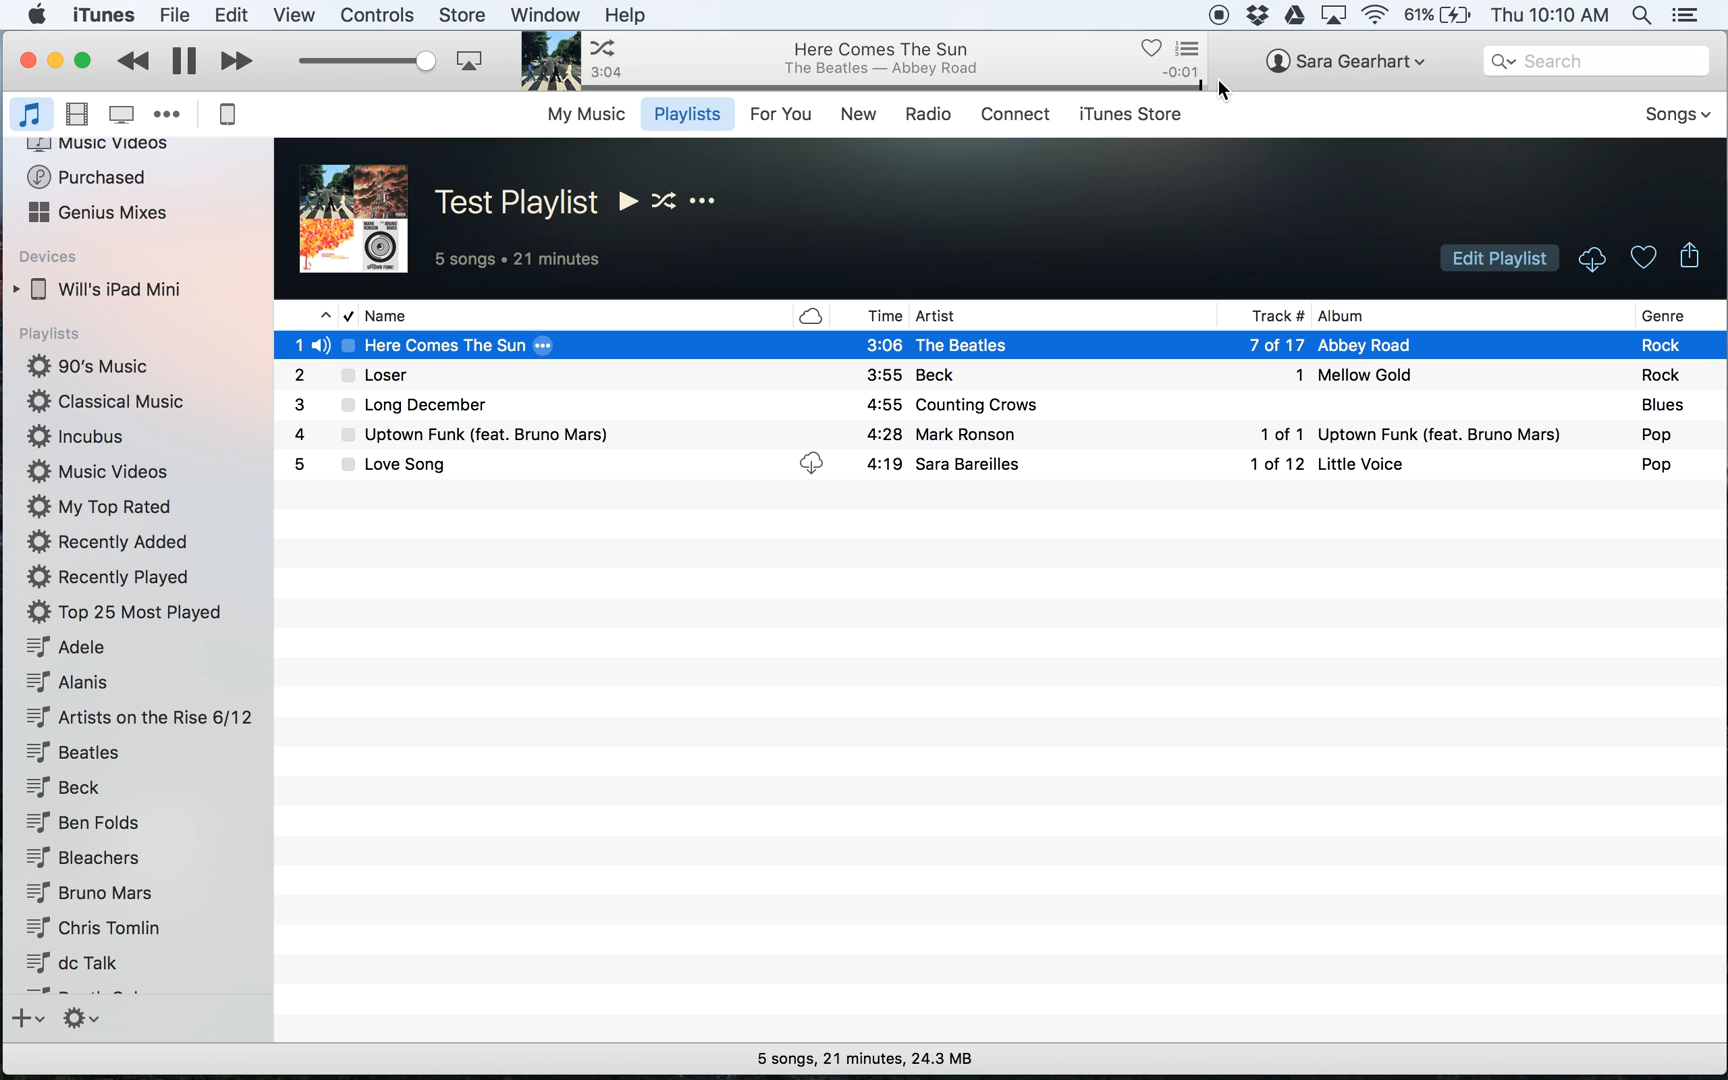 iTunes File Edit View Controls Store Window Help 61% Thu 10:10 AM
Here Comes The Sun
The Beatles — Abbey Road
3:04 -0:01
Sara Gearhart
Search
My Music Playlists For You New Radio Connect iTunes Store Songs
Music Videos
Purchased
Genius Mixes
Devices
Will's iPad Mini
Playlists
90's Music
Classical Music
Incubus
Music Videos
My Top Rated
Recently Added
Recently Played
Top 25 Most Played
Adele
Alanis
Artists on the Rise 6/12
Beatles
Beck
Ben Folds
Bleachers
Bruno Mars
Chris Tomlin
dc Talk
Test Playlist
5 songs • 21 minutes
Edit Playlist
Name Time Artist Track # Album Genre
1 Here Comes The Sun 3:06 The Beatles 7 of 17 Abbey Road Rock
2 Loser 3:55 Beck 1 Mellow Gold Rock
3 Long December 4:55 Counting Crows Blues
4 Uptown Funk (feat. Bruno Mars) 4:28 Mark Ronson 1 of 1 Uptown Funk (feat. Bruno Mars) Pop
5 Love Song 4:19 Sara Bareilles 1 of 12 Little Voice Pop
5 songs, 21 minutes, 24.3 MB